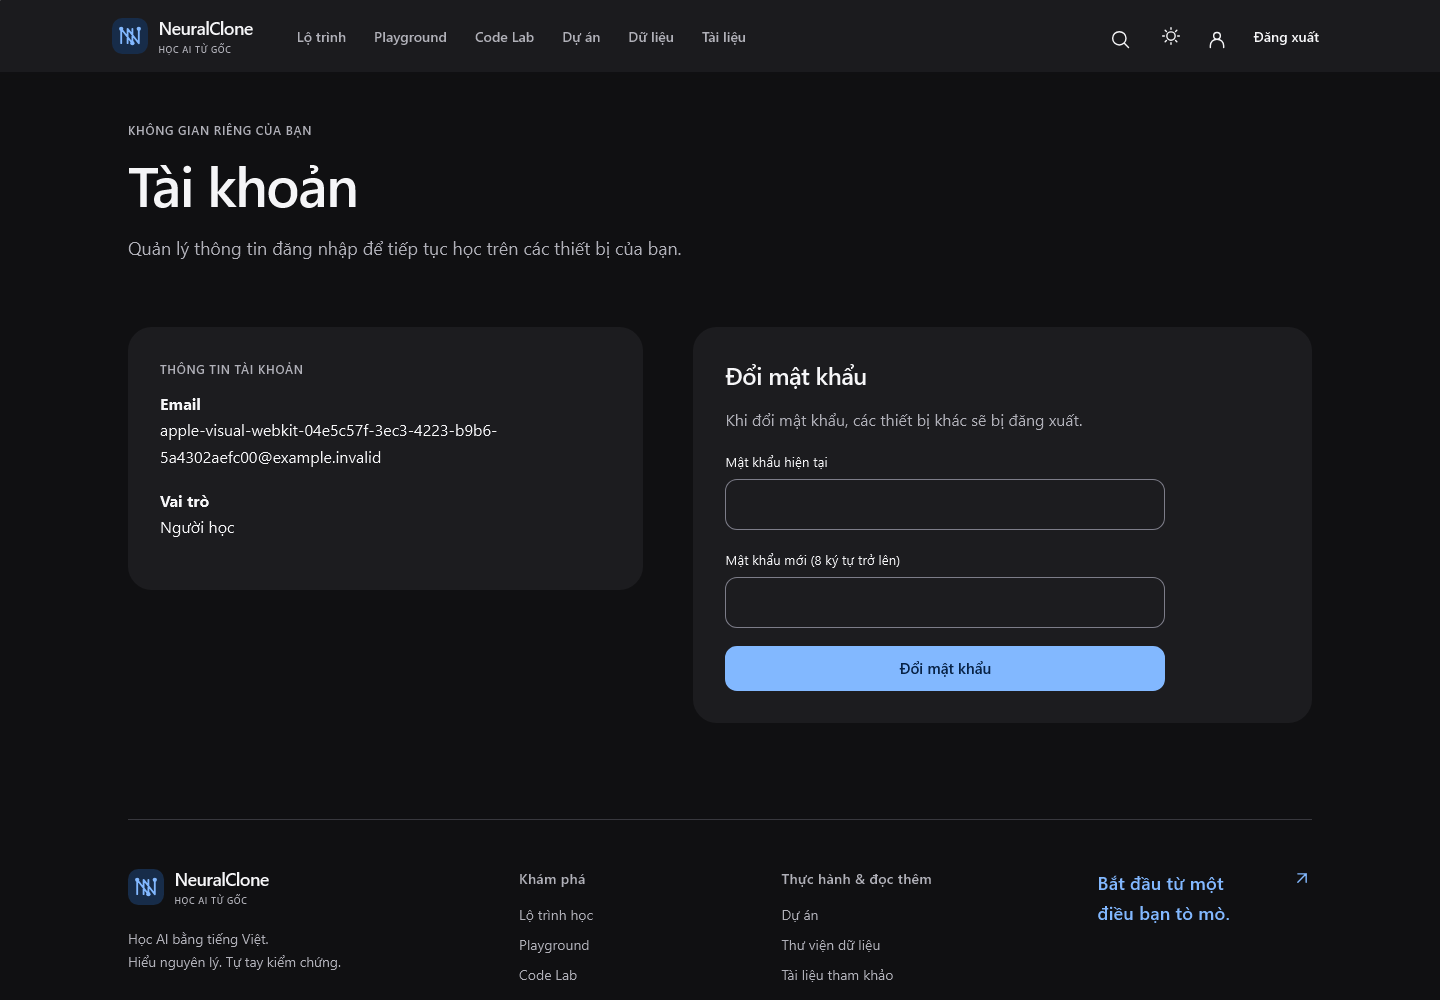 NeuralClone
HỌC AI TỪ GỐC
Lộ trình
Playground
Code Lab
Dự án
Dữ liệu
Tài liệu
Đăng xuất
KHÔNG GIAN RIÊNG CỦA BẠN
Tài khoản
Quản lý thông tin đăng nhập để tiếp tục học trên các thiết bị của bạn.
THÔNG TIN TÀI KHOẢN
Email
apple-visual-webkit-04e5c57f-3ec3-4223-b9b6-
5a4302aefc00@example.invalid
Vai trò
Người học
Đổi mật khẩu
Khi đổi mật khẩu, các thiết bị khác sẽ bị đăng xuất.
Mật khẩu hiện tại
Mật khẩu mới (8 ký tự trở lên)
Đổi mật khẩu
NeuralClone
HỌC AI TỪ GỐC
Học AI bằng tiếng Việt.
Hiểu nguyên lý. Tự tay kiểm chứng.
Khám phá
Lộ trình học
Playground
Code Lab
Thực hành & đọc thêm
Dự án
Thư viện dữ liệu
Tài liệu tham khảo
Bắt đầu từ một
điều bạn tò mò.